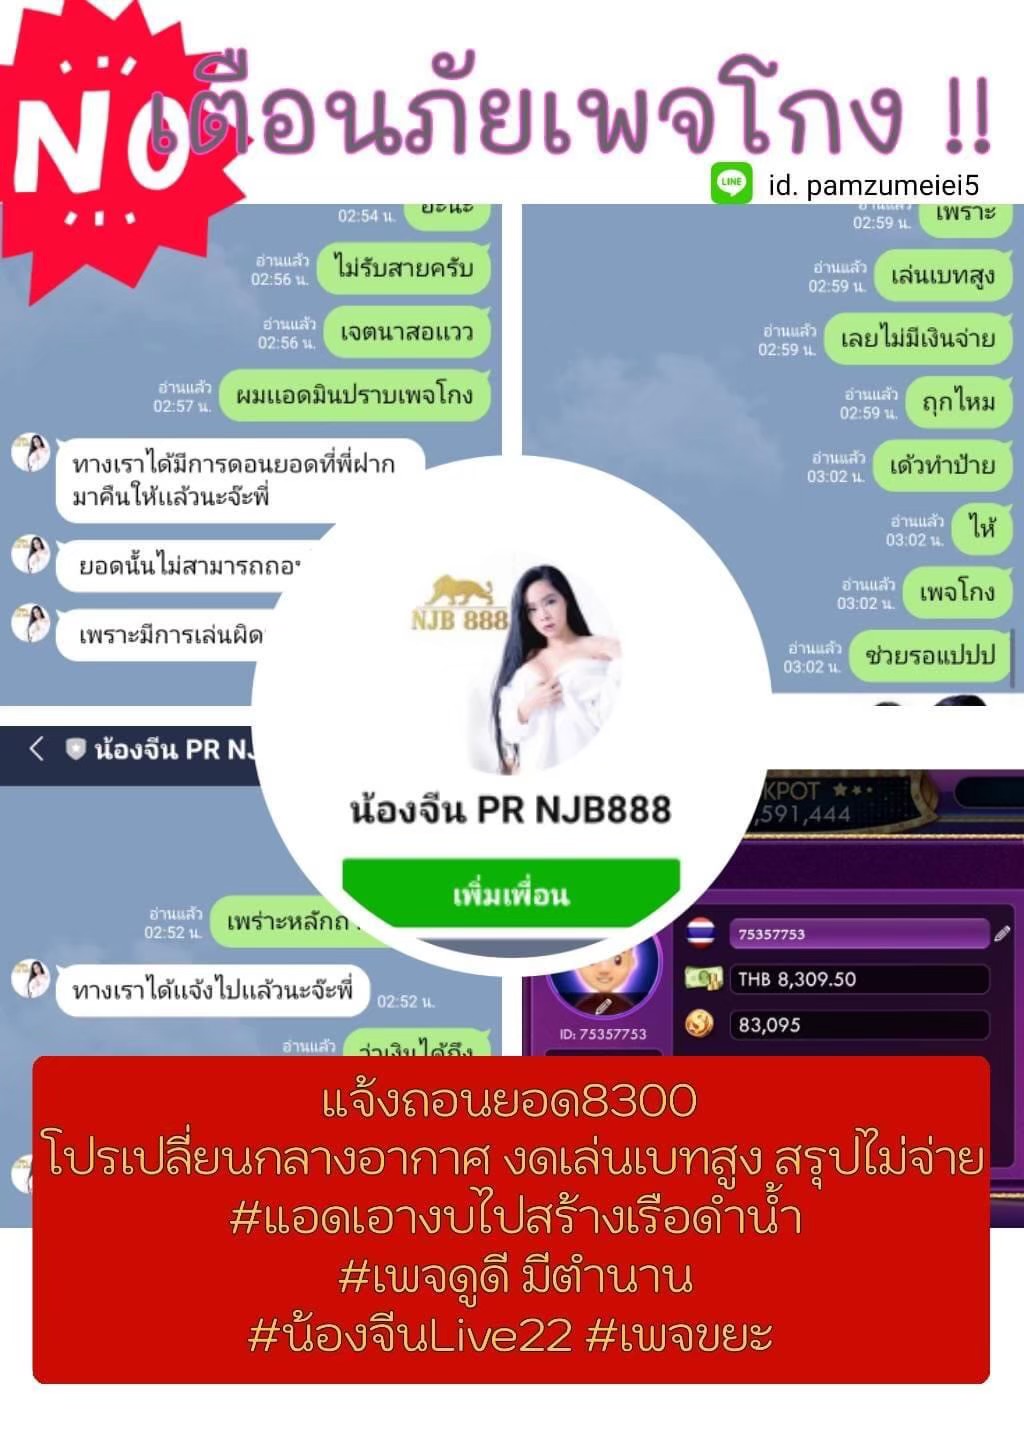 NO
เตือนภัยเพจโกง !!
LINE
id. pamzumeiei5
02:54 น.
อ่านแล้ว
02:56 น.
ไม่รับสายครับ
อ่านแล้ว
02:56 น.
เจตนาสอแวว
อ่านแล้ว
02:57 น.
ผมแอดมินปราบเพจโกง
ทางเราได้มีการดอนยอดที่พี่ฝาก
มาคืนให้แล้วนะจ๊ะพี่
ยอดนั้นไม่สามารถถอ
เพราะมีการเล่นผิด
อ่านแล้ว
02:59 น.
เพราะ
อ่านแล้ว
02:59 น.
เล่นเบทสูง
อ่านแล้ว
02:59 น.
เลยไม่มีเงินจ่าย
อ่านแล้ว
02:59 น.
ถุกไหม
อ่านแล้ว
03:02 น.
เด้วทำป้าย
อ่านแล้ว
03:02 น.
ไห้
อ่านแล้ว
03:02 น.
เพจโกง
อ่านแล้ว
03:02 น.
ช่วยรอแปปป
NJB 888
น้องจีน PR NJB888
เพิ่มเพื่อน
น้องจีน PR NJ
อ่านแล้ว
02:52 น.
เพร่าะหลักถ
ทางเราได้แจ้งไปแล้วนะจ๊ะพี่
02:52 น.
อ่านแล้ว
ว่าเงินได้ถึง
KPOT
,591,444
75357753
THB 8,309.50
83,095
ID: 75357753
แจ้งถอนยอด8300
โปรเปลี่ยนกลางอากาศ งดเล่นเบทสูง สรุปไม่จ่าย
#แอดเอางบไปสร้างเรือดำน้ำ
#เพจดูดี มีตำนาน
#น้องจีนLive22 #เพจขยะ